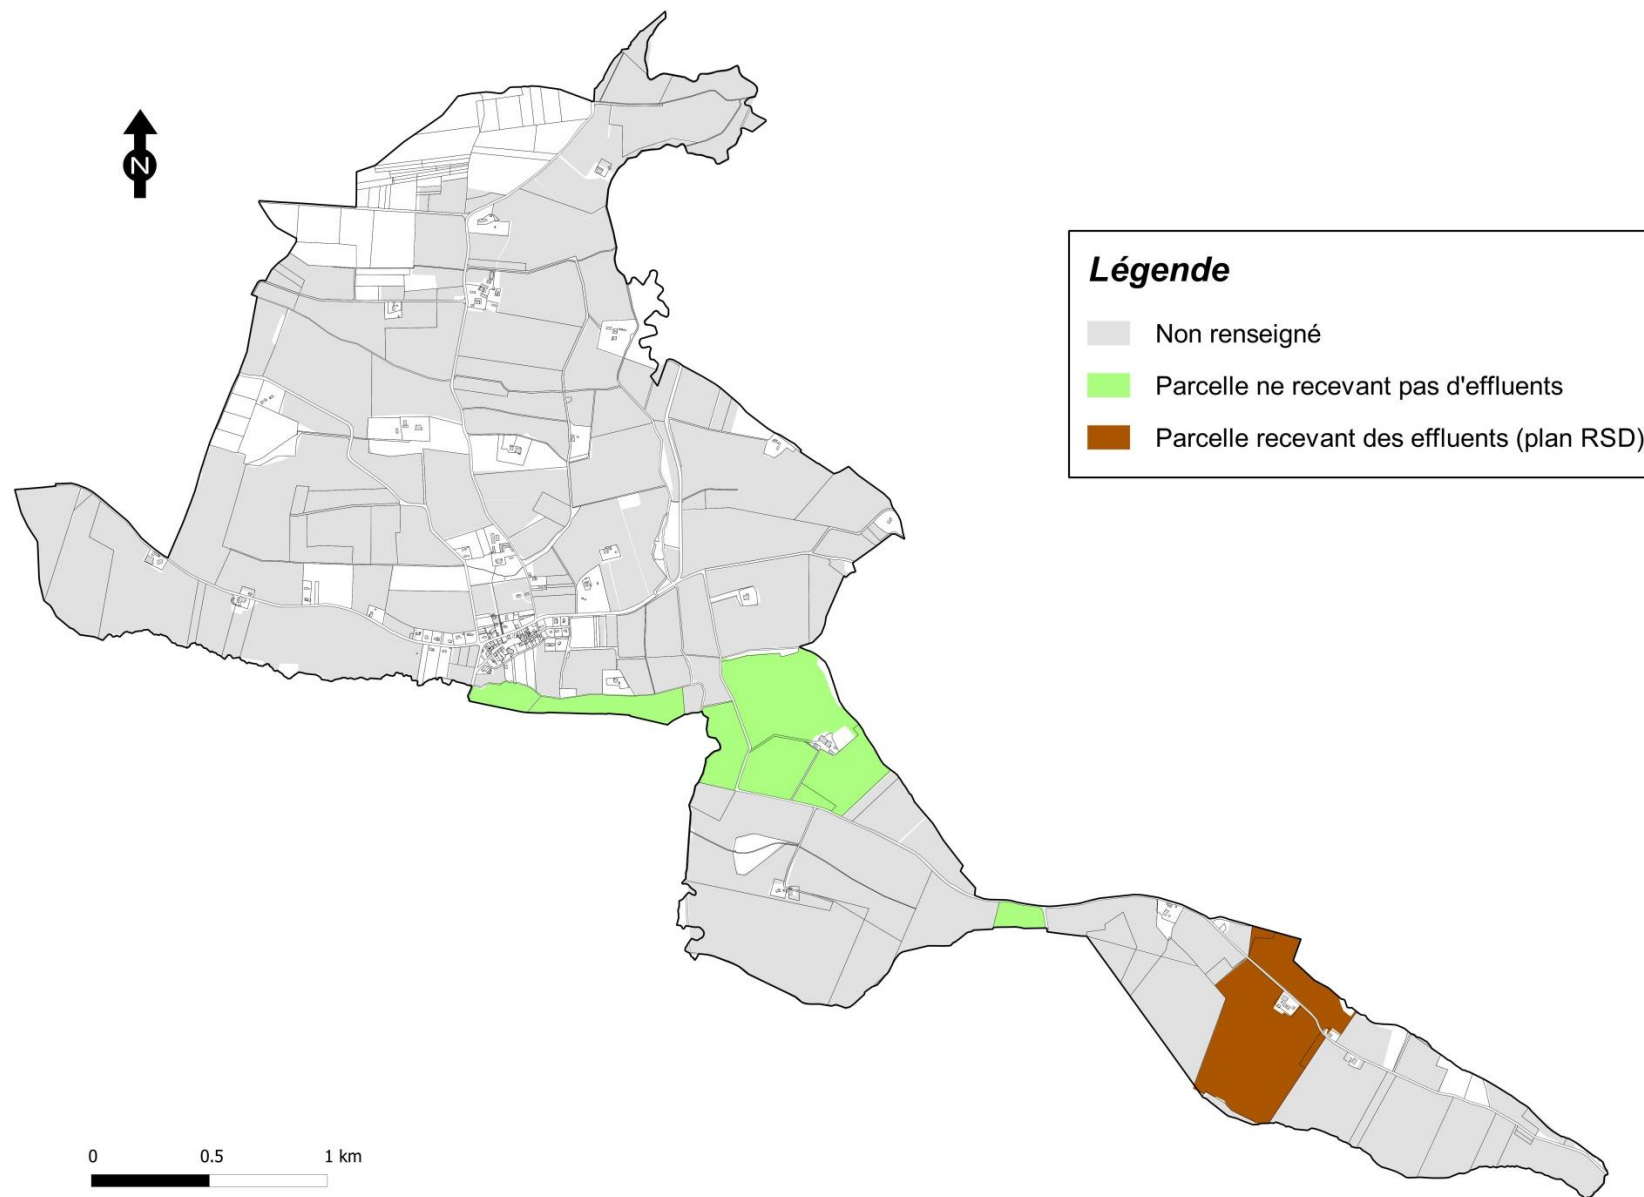 N
Légende
Non renseigné
Parcelle ne recevant pas d'effluents
Parcelle recevant des effluents (plan RSD)
0 0.5 1 km